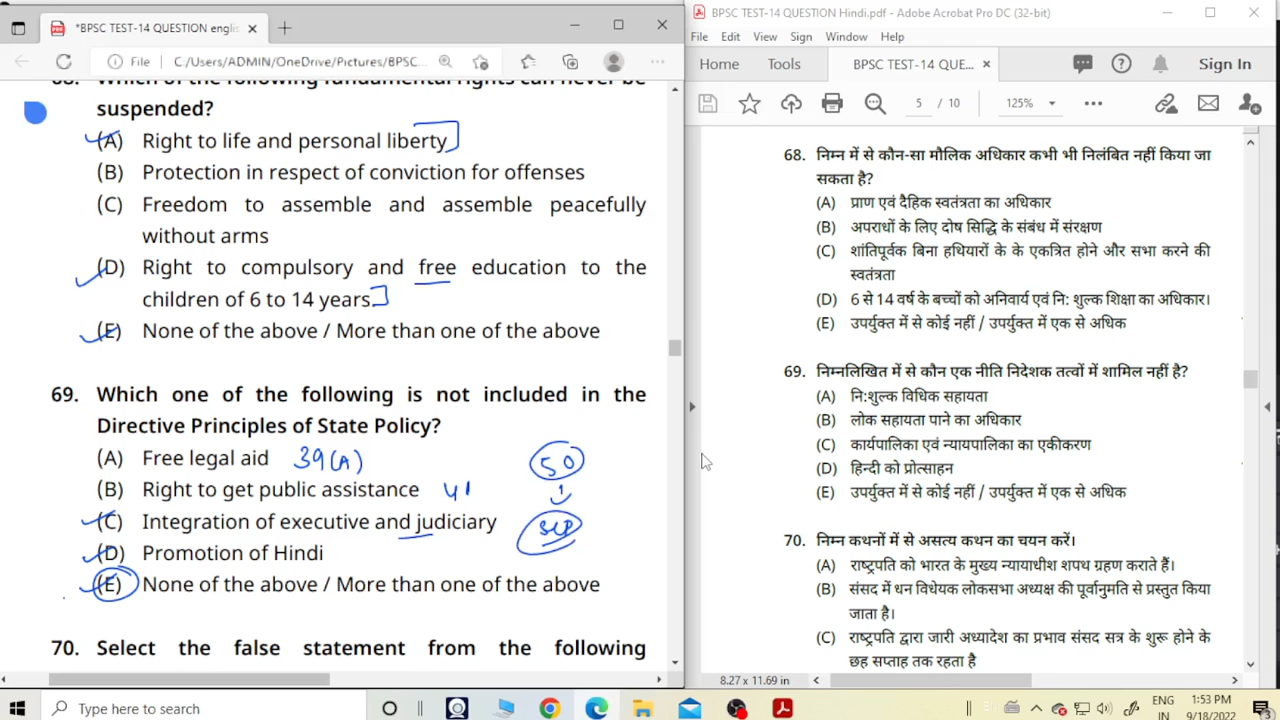 *BPSC TEST-14 QUESTION englis
File C:/Users/ADMIN/OneDrive/Pictures/BPSC...
suspended?
(A) Right to life and personal liberty
(B) Protection in respect of conviction for offenses
(C) Freedom to assemble and assemble peacefully
without arms
(D) Right to compulsory and free education to the
children of 6 to 14 years
(E) None of the above / More than one of the above
69. Which one of the following is not included in the
Directive Principles of State Policy?
(A) Free legal aid 39(A) 50
(B) Right to get public assistance 41
(C) Integration of executive and judiciary sep
(D) Promotion of Hindi
(E) None of the above / More than one of the above
70. Select the false statement from the following
BPSC TEST-14 QUESTION Hindi.pdf - Adobe Acrobat Pro DC (32-bit)
File Edit View Sign Window Help
Home Tools BPSC TEST-14 QUE... Sign In
5 / 10 125%
68. निम्न में से कौन-सा मौलिक अधिकार कभी भी निलंबित नहीं किया जा
सकता है?
(A) प्राण एवं दैहिक स्वतंत्रता का अधिकार
(B) अपराधों के लिए दोष सिद्धि के संबंध में संरक्षण
(C) शांतिपूर्वक बिना हथियारों के के एकत्रित होने और सभा करने की
स्वतंत्रता
(D) 6 से 14 वर्ष के बच्चों को अनिवार्य एवं नि: शुल्क शिक्षा का अधिकार।
(E) उपर्युक्त में से कोई नहीं / उपर्युक्त में एक से अधिक
69. निम्नलिखित में से कौन एक नीति निदेशक तत्वों में शामिल नहीं है?
(A) नि:शुल्क विधिक सहायता
(B) लोक सहायता पाने का अधिकार
(C) कार्यपालिका एवं न्यायपालिका का एकीकरण
(D) हिन्दी को प्रोत्साहन
(E) उपर्युक्त में से कोई नहीं / उपर्युक्त में एक से अधिक
70. निम्न कथनों में से असत्य कथन का चयन करें।
(A) राष्ट्रपति को भारत के मुख्य न्यायाधीश शपथ ग्रहण कराते हैं।
(B) संसद में धन विधेयक लोकसभा अध्यक्ष की पूर्वानुमति से प्रस्तुत किया
जाता है।
(C) राष्ट्रपति द्वारा जारी अध्यादेश का प्रभाव संसद सत्र के शुरू होने के
छह सप्ताह तक रहता है
8.27 x 11.69 in
Type here to search
ENG
IN
1:53 PM
9/18/2022